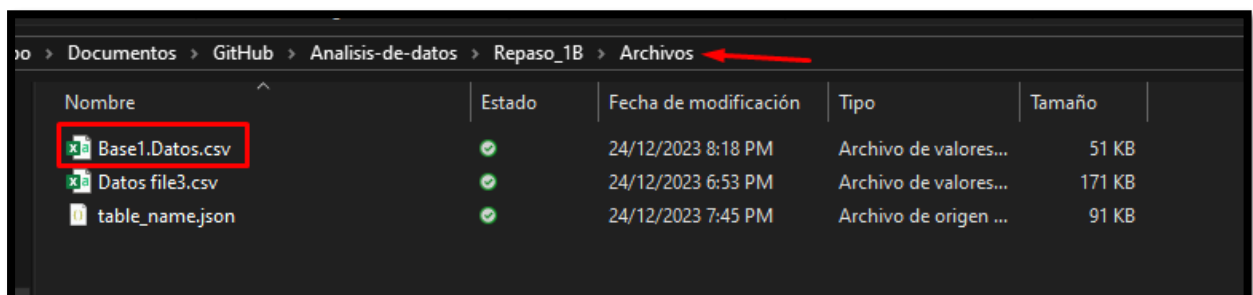 > Documentos > GitHub > Analisis-de-datos > Repaso_1B > Archivos
Nombre Estado Fecha de modificación Tipo Tamaño
Base1.Datos.csv 24/12/2023 8:18 PM Archivo de valores... 51 KB
Datos file3.csv 24/12/2023 6:53 PM Archivo de valores... 171 KB
table_name.json 24/12/2023 7:45 PM Archivo de origen ... 91 KB